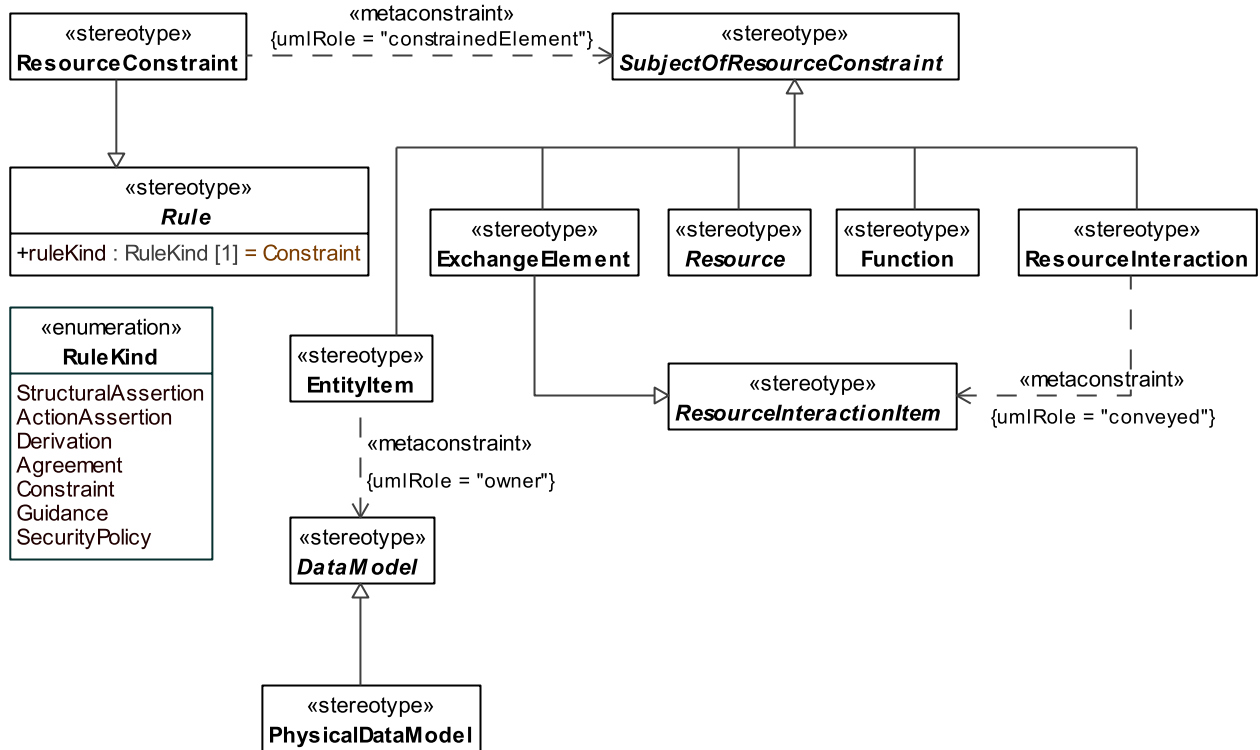 «metaconstraint»
«stereotype»
ResourceConstraint
{umlRole = "constrainedElement"}
«stereotype»
SubjectOfResourceConstraint
«stereotype»
Rule
+ruleKind : RuleKind [1] = Constraint
«stereotype»
ExchangeElement
«stereotype»
Resource
«stereotype»
Function
«stereotype»
ResourceInteraction
«enumeration»
RuleKind
StructuralAssertion
ActionAssertion
Derivation
Agreement
Constraint
Guidance
SecurityPolicy
«stereotype»
EntityItem
«stereotype»
ResourceInteractionItem
«metaconstraint»
{umlRole = "conveyed"}
«metaconstraint»
{umlRole = "owner"}
«stereotype»
DataModel
«stereotype»
PhysicalDataModel